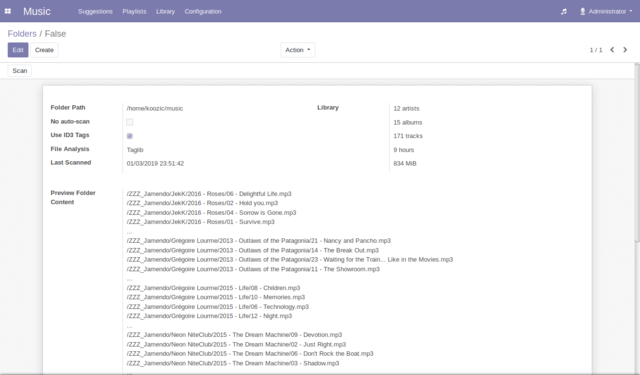 Music Suggestions Playlists Library Configuration Administrator
Folders / False
Edit Create Action 1 / 1
Scan
Folder Path /home/koozic/music Library 12 artists
No auto-scan 15 albums
Use ID3 Tags 171 tracks
File Analysis Taglib 9 hours
Last Scanned 01/03/2019 23:51:42 834 MiB
Preview Folder Content
/ZZZ_Jamendo/JekK/2016 - Roses/06 - Delightful Life.mp3
/ZZZ_Jamendo/JekK/2016 - Roses/02 - Hold you.mp3
/ZZZ_Jamendo/JekK/2016 - Roses/04 - Sorrow is Gone.mp3
/ZZZ_Jamendo/JekK/2016 - Roses/01 - Survive.mp3
...
/ZZZ_Jamendo/Grégoire Lourme/2013 - Outlaws of the Patagonia/21 - Nancy and Pancho.mp3
/ZZZ_Jamendo/Grégoire Lourme/2013 - Outlaws of the Patagonia/14 - The Break Out.mp3
/ZZZ_Jamendo/Grégoire Lourme/2013 - Outlaws of the Patagonia/23 - Waiting for the Train... Like in the Movies.mp3
/ZZZ_Jamendo/Grégoire Lourme/2013 - Outlaws of the Patagonia/11 - The Showroom.mp3
...
/ZZZ_Jamendo/Grégoire Lourme/2015 - Life/08 - Children.mp3
/ZZZ_Jamendo/Grégoire Lourme/2015 - Life/10 - Memories.mp3
/ZZZ_Jamendo/Grégoire Lourme/2015 - Life/06 - Technology.mp3
/ZZZ_Jamendo/Grégoire Lourme/2015 - Life/12 - Night.mp3
...
/ZZZ_Jamendo/Neon NiteClub/2015 - The Dream Machine/09 - Devotion.mp3
/ZZZ_Jamendo/Neon NiteClub/2015 - The Dream Machine/02 - Just Right.mp3
/ZZZ_Jamendo/Neon NiteClub/2015 - The Dream Machine/06 - Don't Rock the Boat.mp3
/ZZZ_Jamendo/Neon NiteClub/2015 - The Dream Machine/03 - Shadow.mp3
...